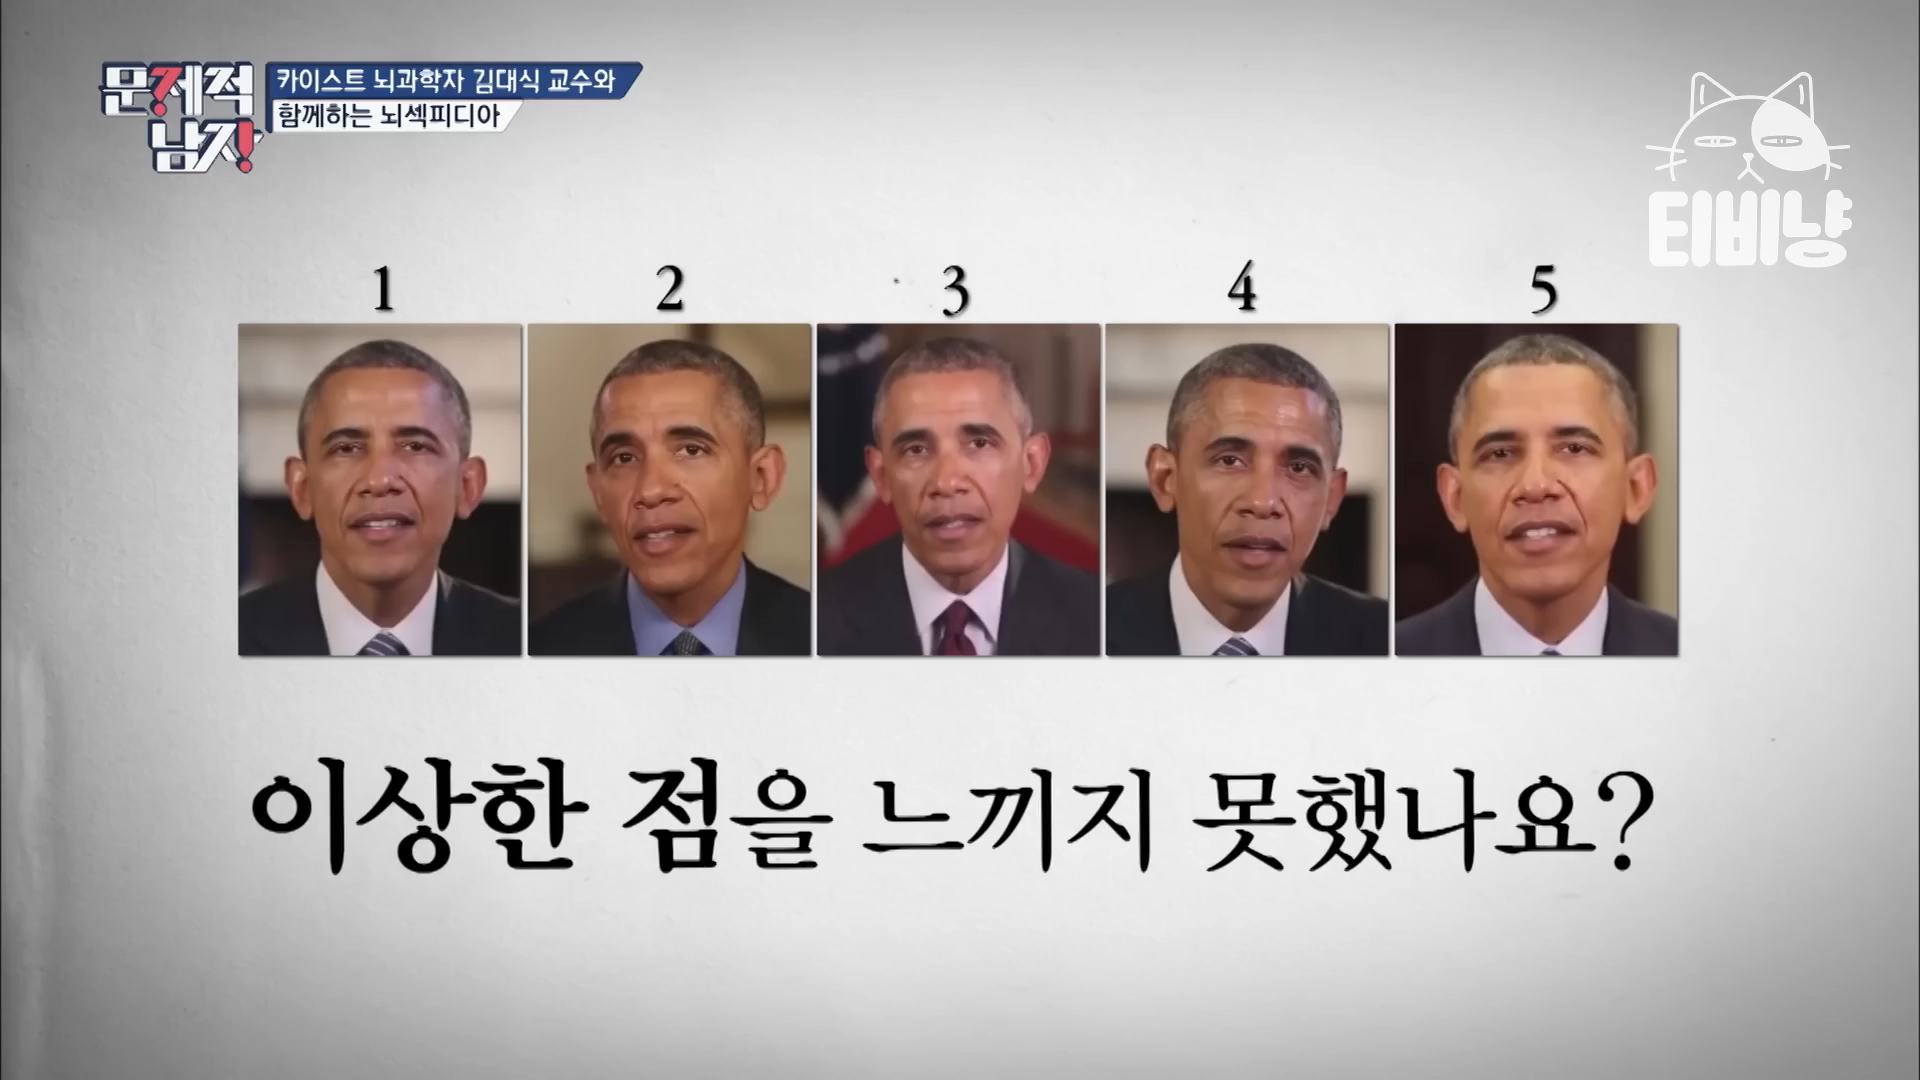 문제적
남자
카이스트 뇌과학자 김대식 교수와
함께하는 뇌섹피디아
티비냥
1 2 3 4 5
이상한 점을 느끼지 못했나요?